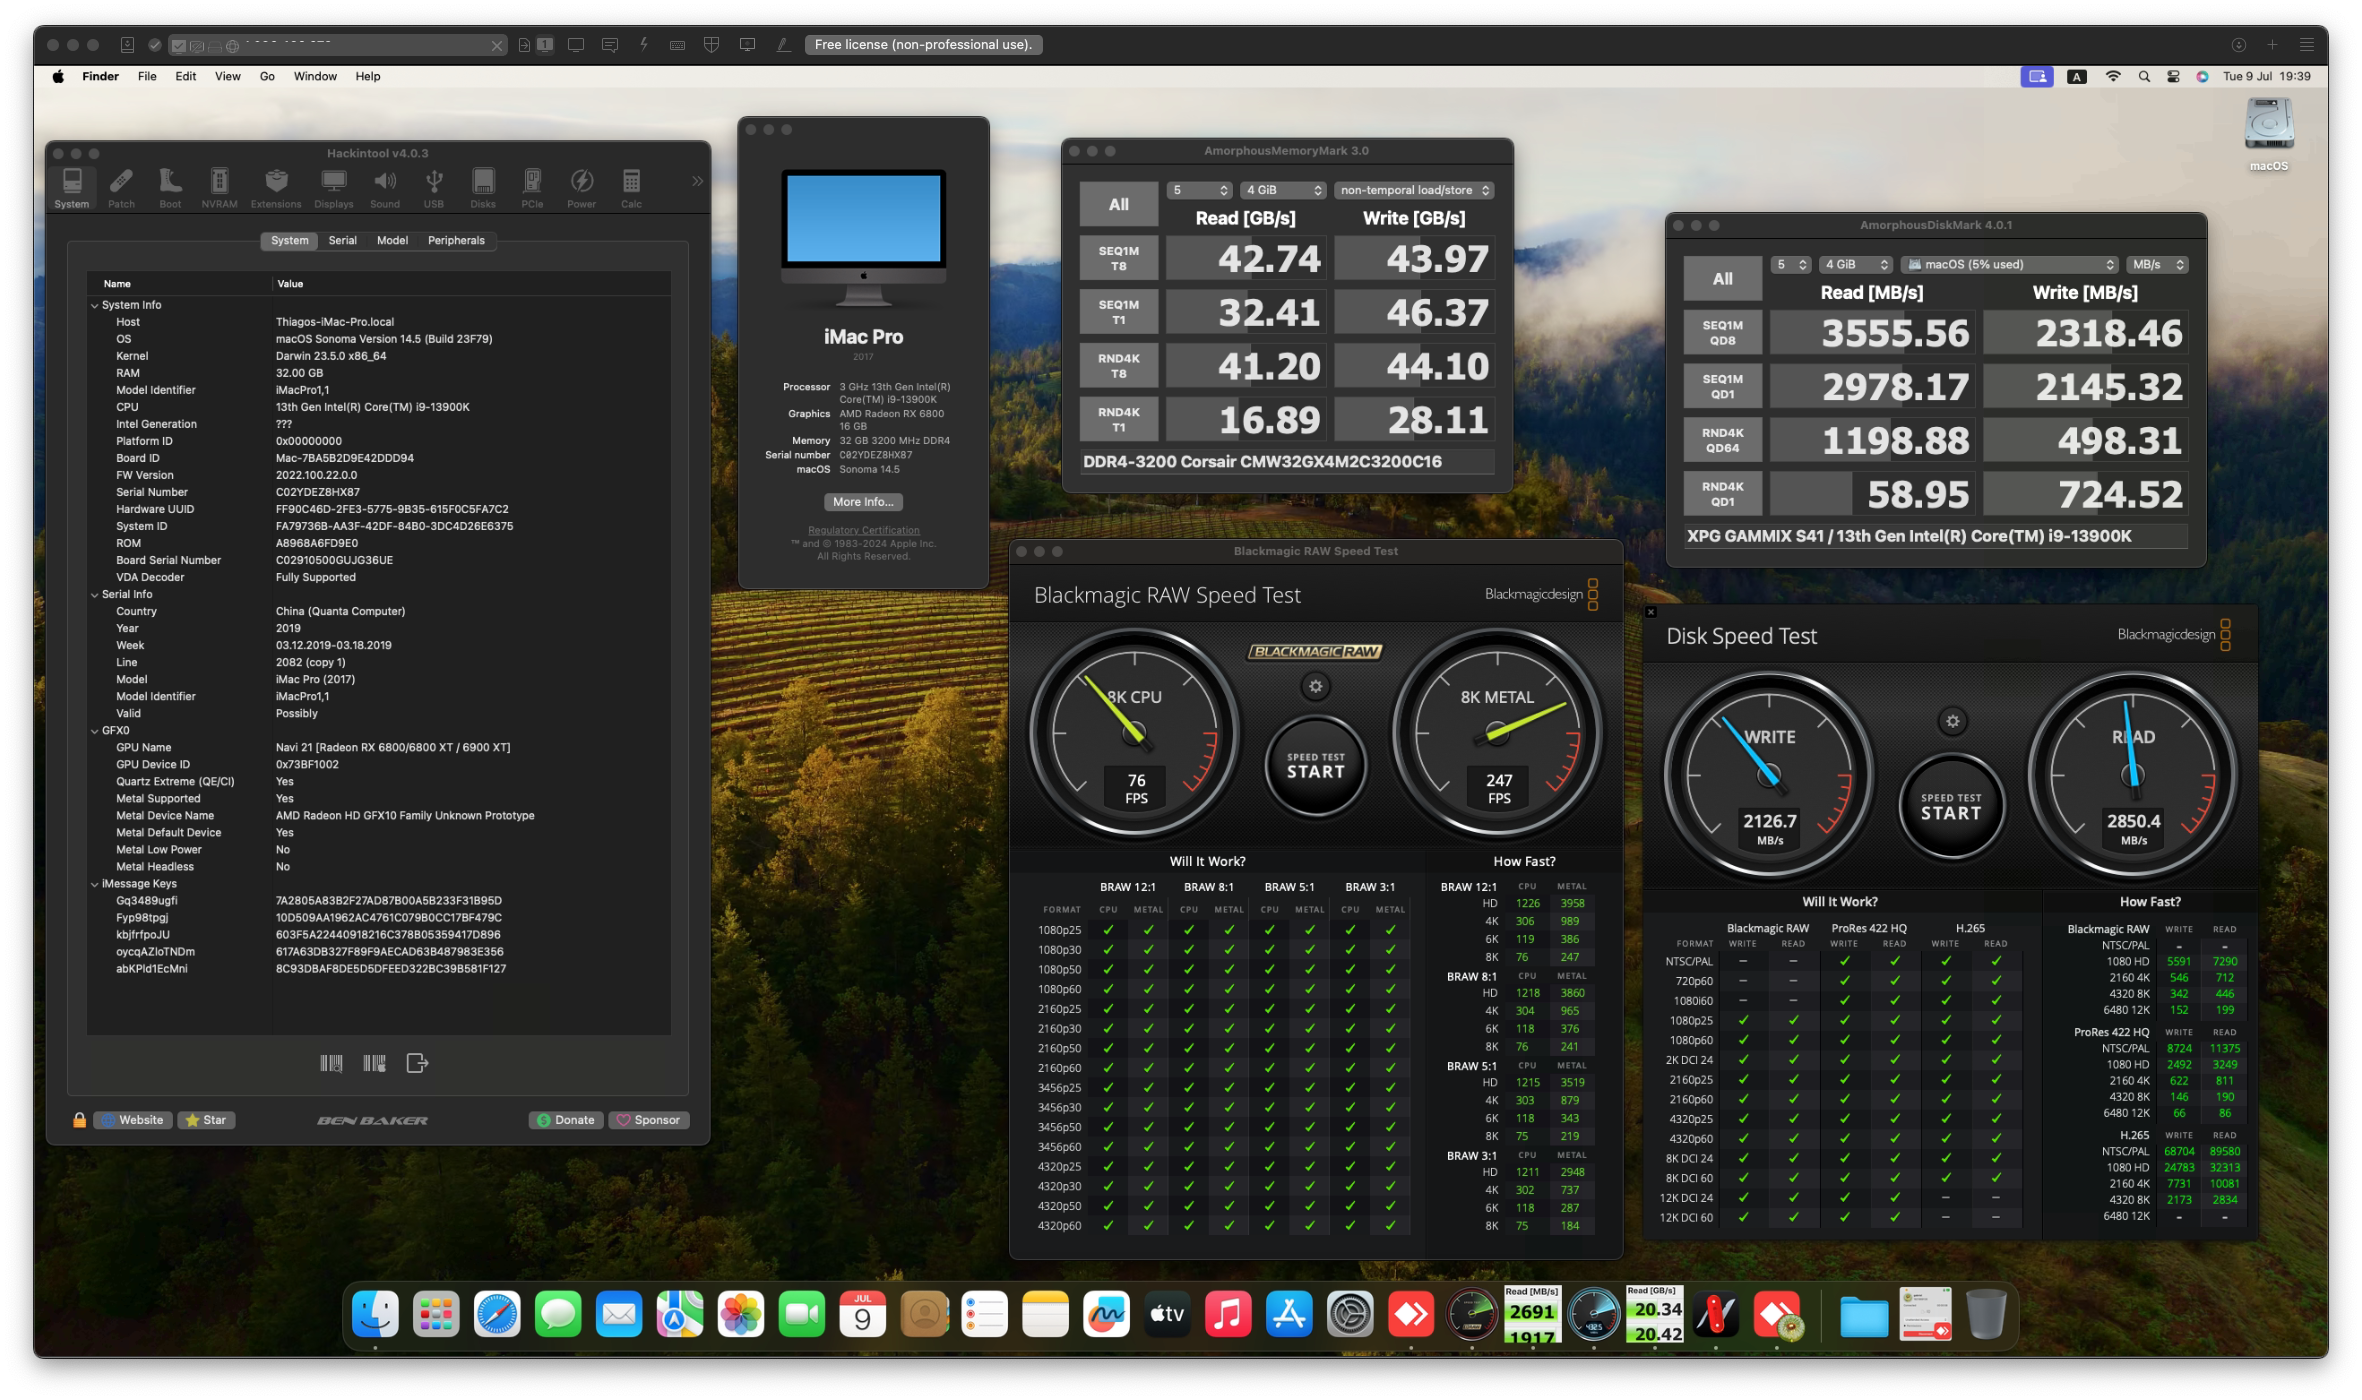 Free license (non-professional use).
Finder File Edit View Go Window Help
A Tue 9 Jul 19:39
macOS
Hackintool v4.0.3
System Patch Boot NVRAM Extensions Displays Sound USB Disks PCIe Power Calc
System Serial Model Peripherals
Name Value
System Info
Host Thiagos-iMac-Pro.local
OS macOS Sonoma Version 14.5 (Build 23F79)
Kernel Darwin 23.5.0 x86_64
RAM 32.00 GB
Model Identifier iMacPro1,1
CPU 13th Gen Intel(R) Core(TM) i9-13900K
Intel Generation ???
Platform ID 0x00000000
Board ID Mac-7BA5B2D9E42DDD94
FW Version 2022.100.22.0.0
Serial Number C02YDEZ8HX87
Hardware UUID FF90C46D-2FE3-5775-9B35-615F0C5FA7C2
System ID FA79736B-AA3F-42DF-84B0-3DC4D26E6375
ROM A8968A6FD9E0
Board Serial Number C02910500GUJG36UE
VDA Decoder Fully Supported
Serial Info
Country China (Quanta Computer)
Year 2019
Week 03.12.2019-03.18.2019
Line 2082 (copy 1)
Model iMac Pro (2017)
Model Identifier iMacPro1,1
Valid Possibly
GFX0
GPU Name Navi 21 [Radeon RX 6800/6800 XT / 6900 XT]
GPU Device ID 0x73BF1002
Quartz Extreme (QE/CI) Yes
Metal Supported Yes
Metal Device Name AMD Radeon HD GFX10 Family Unknown Prototype
Metal Default Device Yes
Metal Low Power No
Metal Headless No
iMessage Keys
Gq3489ugfi 7A2805A83B2F27AD87B00A5B233F31B95D
Fyp98tpgj 10D509AA1962AC4761C079B0CC17BF479C
kbjfrfpoJU 603F5A22440918216C378B05359417D896
oycqAZloTNDm 617A63DB327F89F9AECAD63B487983E356
abKPld1EcMni 8C93DBAF8DE5D5DFEED322BC39B581F127
Website Star BEN BAKER Donate Sponsor
iMac Pro
2017
Processor 3 GHz 13th Gen Intel(R)
Core(TM) i9-13900K
Graphics AMD Radeon RX 6800
16 GB
Memory 32 GB 3200 MHz DDR4
Serial number C02YDEZ8HX87
macOS Sonoma 14.5
More Info...
Regulatory Certification
™ and © 1983-2024 Apple Inc.
All Rights Reserved.
AmorphousMemoryMark 3.0
All 5 4 GiB non-temporal load/store
Read [GB/s] Write [GB/s]
SEQ1M T8 42.74 43.97
SEQ1M T1 32.41 46.37
RND4K T8 41.20 44.10
RND4K T1 16.89 28.11
DDR4-3200 Corsair CMW32GX4M2C3200C16
AmorphousDiskMark 4.0.1
All 5 4 GiB macOS (5% used) MB/s
Read [MB/s] Write [MB/s]
SEQ1M QD8 3555.56 2318.46
SEQ1M QD1 2978.17 2145.32
RND4K QD64 1198.88 498.31
RND4K QD1 58.95 724.52
XPG GAMMIX S41 / 13th Gen Intel(R) Core(TM) i9-13900K
Blackmagic RAW Speed Test
Blackmagic RAW Speed Test Blackmagicdesign
BLACKMAGIC RAW
8K CPU
76
FPS
SPEED TEST
START
8K METAL
247
FPS
Will It Work?
BRAW 12:1 BRAW 8:1 BRAW 5:1 BRAW 3:1
FORMAT CPU METAL CPU METAL CPU METAL CPU METAL
1080p25 ✓ ✓ ✓ ✓ ✓ ✓ ✓ ✓
1080p30 ✓ ✓ ✓ ✓ ✓ ✓ ✓ ✓
1080p50 ✓ ✓ ✓ ✓ ✓ ✓ ✓ ✓
1080p60 ✓ ✓ ✓ ✓ ✓ ✓ ✓ ✓
2160p25 ✓ ✓ ✓ ✓ ✓ ✓ ✓ ✓
2160p30 ✓ ✓ ✓ ✓ ✓ ✓ ✓ ✓
2160p50 ✓ ✓ ✓ ✓ ✓ ✓ ✓ ✓
2160p60 ✓ ✓ ✓ ✓ ✓ ✓ ✓ ✓
3456p25 ✓ ✓ ✓ ✓ ✓ ✓ ✓ ✓
3456p30 ✓ ✓ ✓ ✓ ✓ ✓ ✓ ✓
3456p50 ✓ ✓ ✓ ✓ ✓ ✓ ✓ ✓
3456p60 ✓ ✓ ✓ ✓ ✓ ✓ ✓ ✓
4320p25 ✓ ✓ ✓ ✓ ✓ ✓ ✓ ✓
4320p30 ✓ ✓ ✓ ✓ ✓ ✓ ✓ ✓
4320p50 ✓ ✓ ✓ ✓ ✓ ✓ ✓ ✓
4320p60 ✓ ✓ ✓ ✓ ✓ ✓ ✓ ✓
How Fast?
BRAW 12:1 CPU METAL
HD 1226 3958
4K 306 989
6K 119 386
8K 76 247
BRAW 8:1 CPU METAL
HD 1218 3860
4K 304 965
6K 118 376
8K 76 241
BRAW 5:1 CPU METAL
HD 1215 3519
4K 303 879
6K 118 343
8K 75 219
BRAW 3:1 CPU METAL
HD 1211 2948
4K 302 737
6K 118 287
8K 75 184
Disk Speed Test Blackmagicdesign
WRITE
2126.7
MB/s
SPEED TEST
START
READ
2850.4
MB/s
Will It Work?
Blackmagic RAW ProRes 422 HQ H.265
FORMAT WRITE READ WRITE READ WRITE READ
NTSC/PAL – – ✓ ✓ ✓ ✓
720p60 – – ✓ ✓ ✓ ✓
1080i60 – – ✓ ✓ ✓ ✓
1080p25 ✓ ✓ ✓ ✓ ✓ ✓
1080p60 ✓ ✓ ✓ ✓ ✓ ✓
2K DCI 24 ✓ ✓ ✓ ✓ ✓ ✓
2160p25 ✓ ✓ ✓ ✓ ✓ ✓
2160p60 ✓ ✓ ✓ ✓ ✓ ✓
4320p25 ✓ ✓ ✓ ✓ ✓ ✓
4320p60 ✓ ✓ ✓ ✓ ✓ ✓
8K DCI 24 ✓ ✓ ✓ ✓ ✓ ✓
8K DCI 60 ✓ ✓ ✓ ✓ ✓ ✓
12K DCI 24 ✓ ✓ ✓ ✓ – –
12K DCI 60 ✓ ✓ ✓ ✓ – –
How Fast?
Blackmagic RAW WRITE READ
NTSC/PAL - -
1080 HD 5591 7290
2160 4K 546 712
4320 8K 342 446
6480 12K 152 199
ProRes 422 HQ WRITE READ
NTSC/PAL 8724 11375
1080 HD 2492 3249
2160 4K 622 811
4320 8K 146 190
6480 12K 66 86
H.265 WRITE READ
NTSC/PAL 68704 89580
1080 HD 24783 32313
2160 4K 7731 10081
4320 8K 2173 2834
6480 12K - -
JUL
9
tv
Read [MB/s]
2691
1917
Read [GB/s]
20.34
20.42